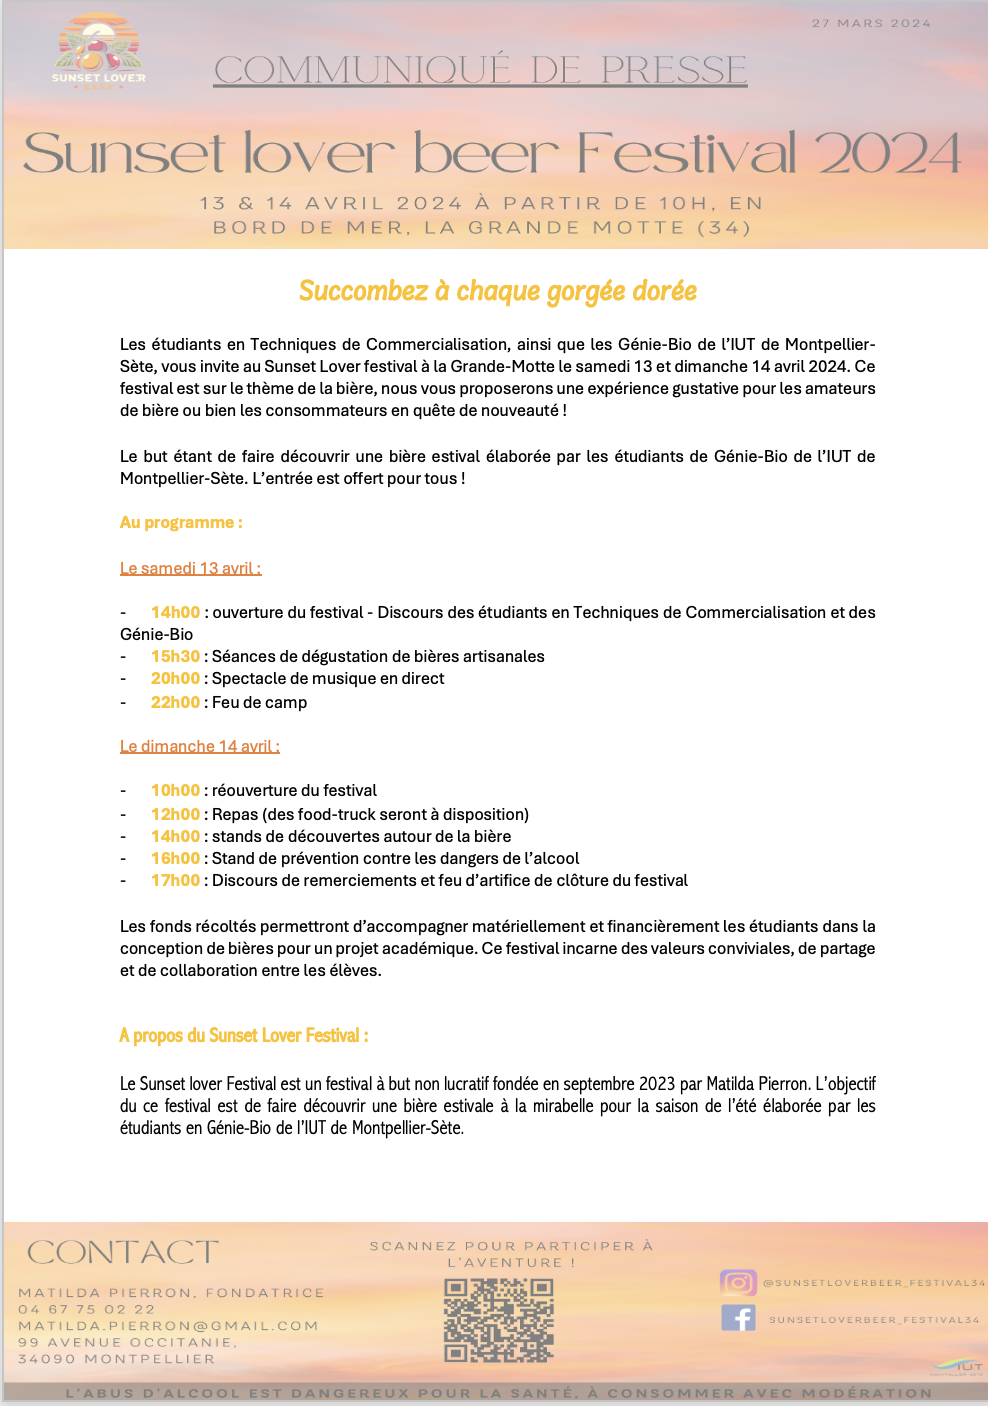 27 MARS 2024
SUNSET LOVER
BEER
COMMUNIQUÉ DE PRESSE
Sunset lover beer Festival 2024
13 & 14 AVRIL 2024 À PARTIR DE 10H, EN
BORD DE MER, LA GRANDE MOTTE (34)
Succombez à chaque gorgée dorée
Les étudiants en Techniques de Commercialisation, ainsi que les Génie-Bio de l’IUT de Montpellier-
Sète, vous invite au Sunset Lover festival à la Grande-Motte le samedi 13 et dimanche 14 avril 2024. Ce
festival est sur le thème de la bière, nous vous proposerons une expérience gustative pour les amateurs
de bière ou bien les consommateurs en quête de nouveauté !
Le but étant de faire découvrir une bière estival élaborée par les étudiants de Génie-Bio de l’IUT de
Montpellier-Sète. L’entrée est offert pour tous !
Au programme :
Le samedi 13 avril :
- 14h00 : ouverture du festival - Discours des étudiants en Techniques de Commercialisation et des
Génie-Bio
- 15h30 : Séances de dégustation de bières artisanales
- 20h00 : Spectacle de musique en direct
- 22h00 : Feu de camp
Le dimanche 14 avril :
- 10h00 : réouverture du festival
- 12h00 : Repas (des food-truck seront à disposition)
- 14h00 : stands de découvertes autour de la bière
- 16h00 : Stand de prévention contre les dangers de l’alcool
- 17h00 : Discours de remerciements et feu d’artifice de clôture du festival
Les fonds récoltés permettront d’accompagner matériellement et financièrement les étudiants dans la
conception de bières pour un projet académique. Ce festival incarne des valeurs conviviales, de partage
et de collaboration entre les élèves.
A propos du Sunset Lover Festival :
Le Sunset lover Festival est un festival à but non lucratif fondée en septembre 2023 par Matilda Pierron. L’objectif
du ce festival est de faire découvrir une bière estivale à la mirabelle pour la saison de l’été élaborée par les
étudiants en Génie-Bio de l’IUT de Montpellier-Sète.
CONTACT
MATILDA PIERRON, FONDATRICE
04 67 75 02 22
MATILDA.PIERRON@GMAIL.COM
99 AVENUE OCCITANIE,
34090 MONTPELLIER
SCANNEZ POUR PARTICIPER À
L’AVENTURE !
@SUNSETLOVERBEER_FESTIVAL34
SUNSETLOVERBEER_FESTIVAL34
IUT
MONTPELLIER-SÈTE
L’ABUS D’ALCOOL EST DANGEREUX POUR LA SANTÉ, À CONSOMMER AVEC MODÉRATION